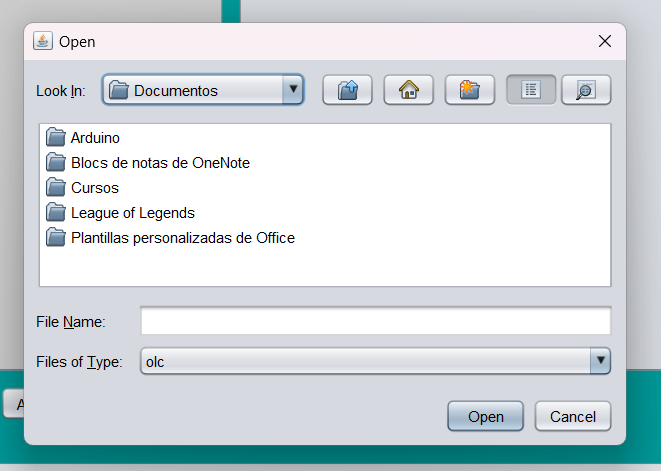 Open
Look In: Documentos
Arduino
Blocs de notas de OneNote
Cursos
League of Legends
Plantillas personalizadas de Office
File Name:
Files of Type: olc
Open Cancel